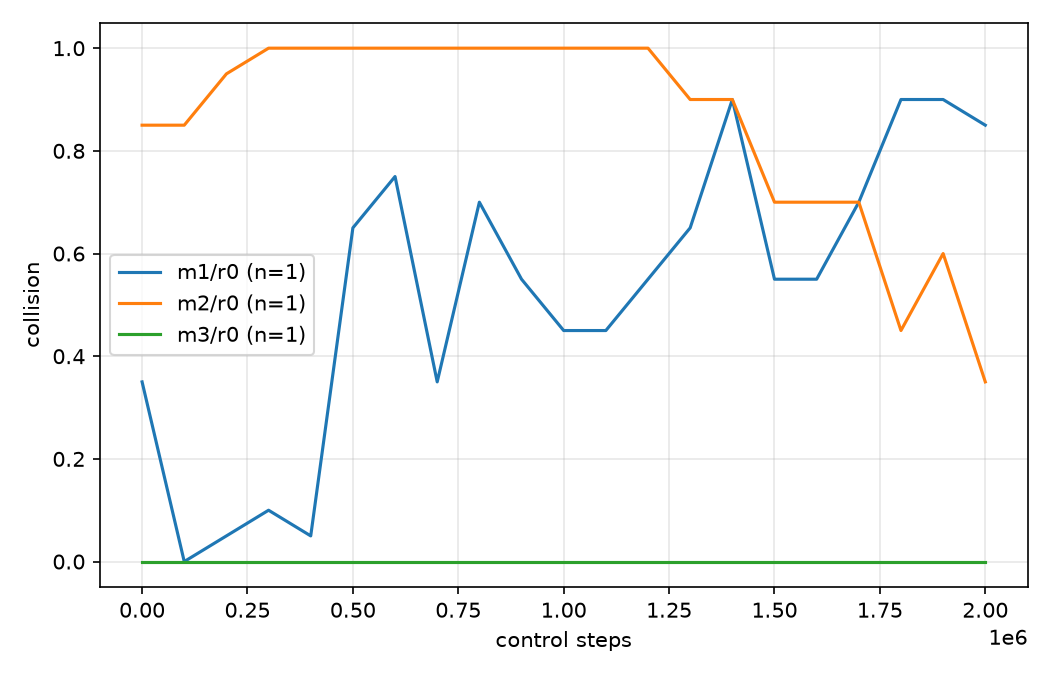 1.0
0.8
0.6
0.4
0.2
0.0
collision
m1/r0 (n=1)
m2/r0 (n=1)
m3/r0 (n=1)
0.00 0.25 0.50 0.75 1.00 1.25 1.50 1.75 2.00
control steps
1e6